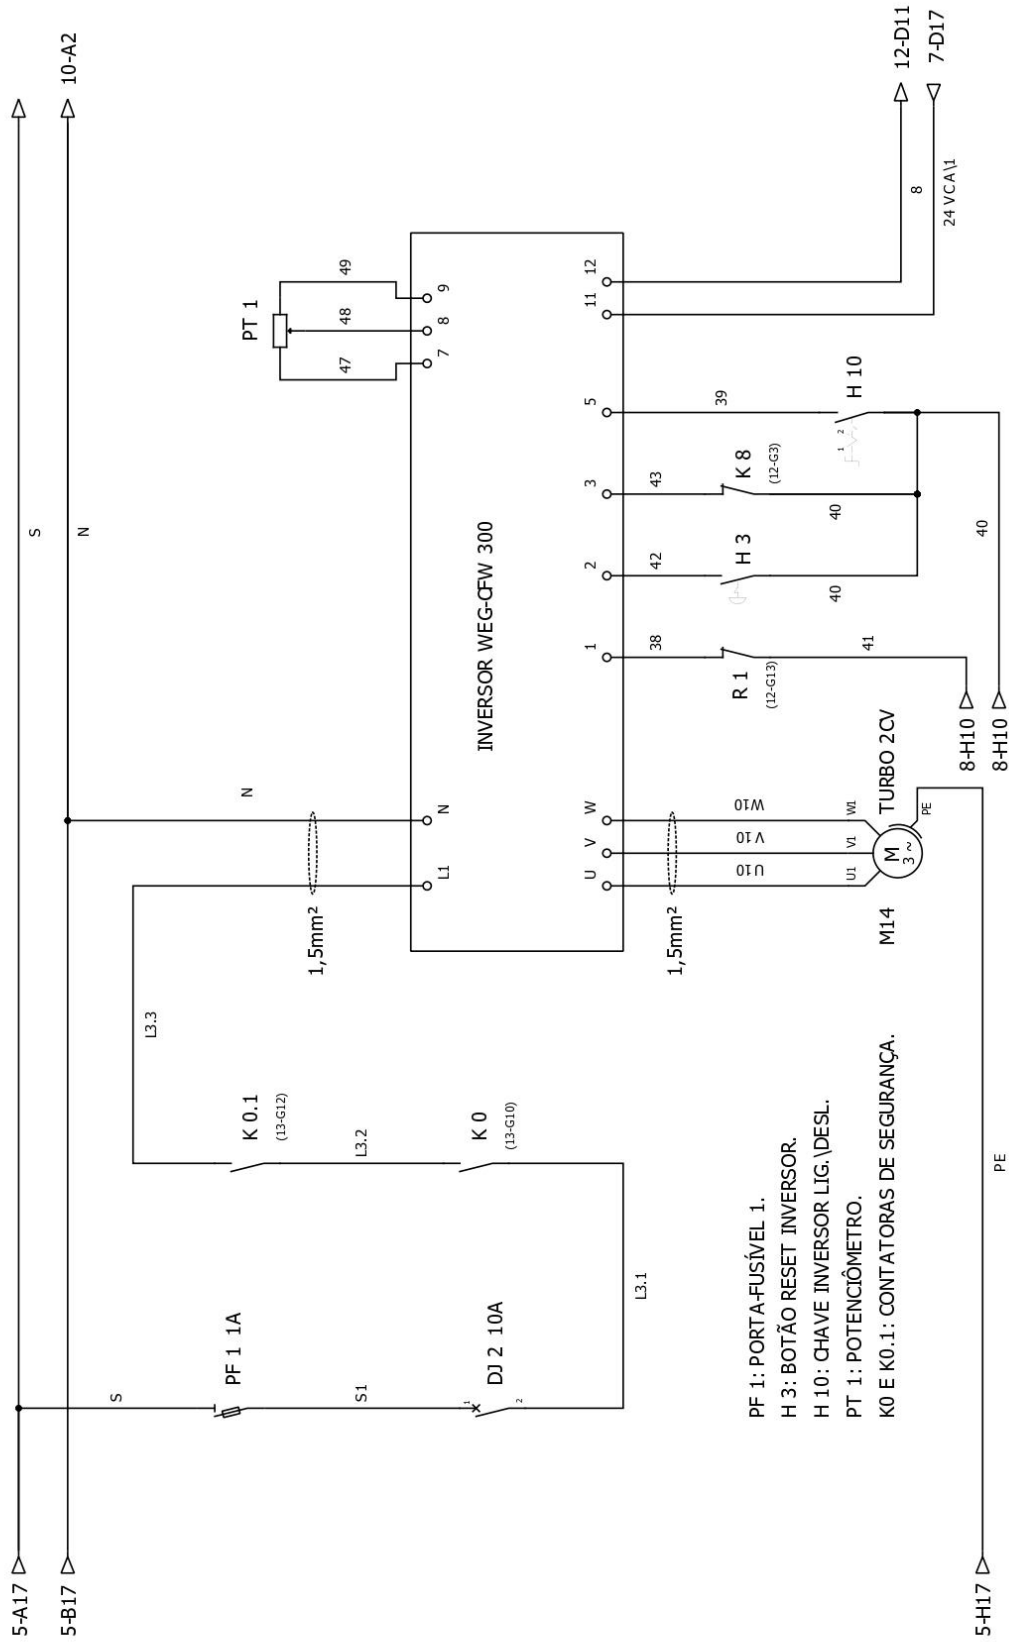 5-A17
S
5-B17
N
10-A2
S
PF 1 1A
S1
1
DJ 2 10A
2
L3.1
K 0.1
(13-G12)
L3.2
K 0
(13-G10)
L3.3
N
1,5mm²
L1
N
PT 1
47
48
49
7
8
9
INVERSOR WEG-CFW 300
U
V
W
1
2
3
5
11
12
1,5mm²
U10
V10
W10
U1
V1
W1
M
3 ~
PE
M14
TURBO 2CV
38
R 1
(12-G13)
41
42
H 3
40
43
K 8
(12-G3)
40
39
1
2
H 10
40
8-H10
8-H10
8
12-D11
24 VCA\1
7-D17
PF 1: PORTA-FUSÍVEL 1.
H 3: BOTÃO RESET INVERSOR.
H 10: CHAVE INVERSOR LIG.\DESL.
PT 1: POTENCIÔMETRO.
K0 E K0.1: CONTATORAS DE SEGURANÇA.
5-H17
PE